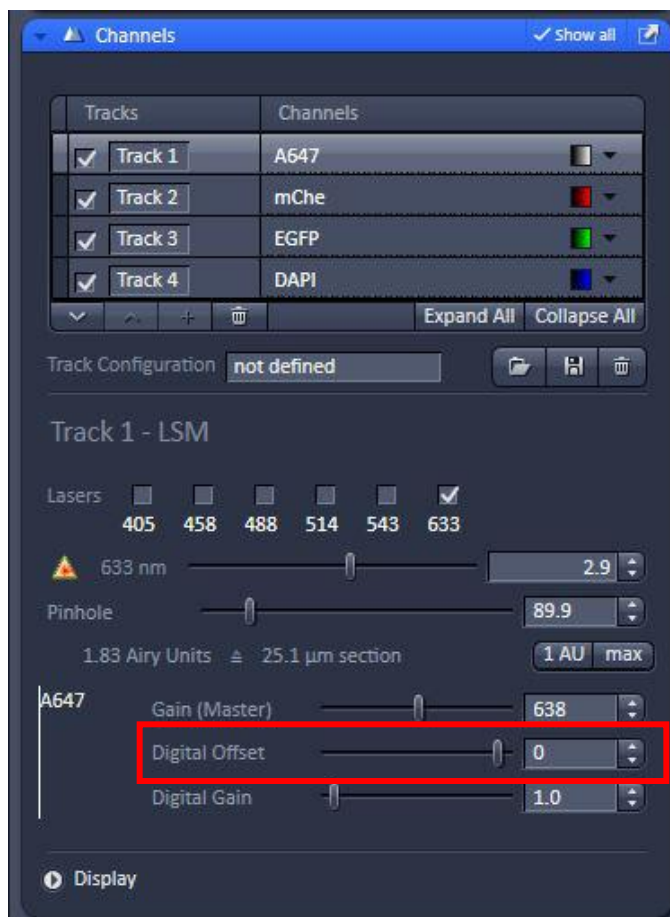 Channels Show all
Tracks Channels
Track 1 A647
Track 2 mChe
Track 3 EGFP
Track 4 DAPI
Expand All Collapse All
Track Configuration not defined
Track 1 - LSM
Lasers
405 458 488 514 543 633
633 nm 2.9
Pinhole 89.9
1.83 Airy Units ≙ 25.1 µm section 1 AU max
A647
Gain (Master) 638
Digital Offset 0
Digital Gain 1.0
Display